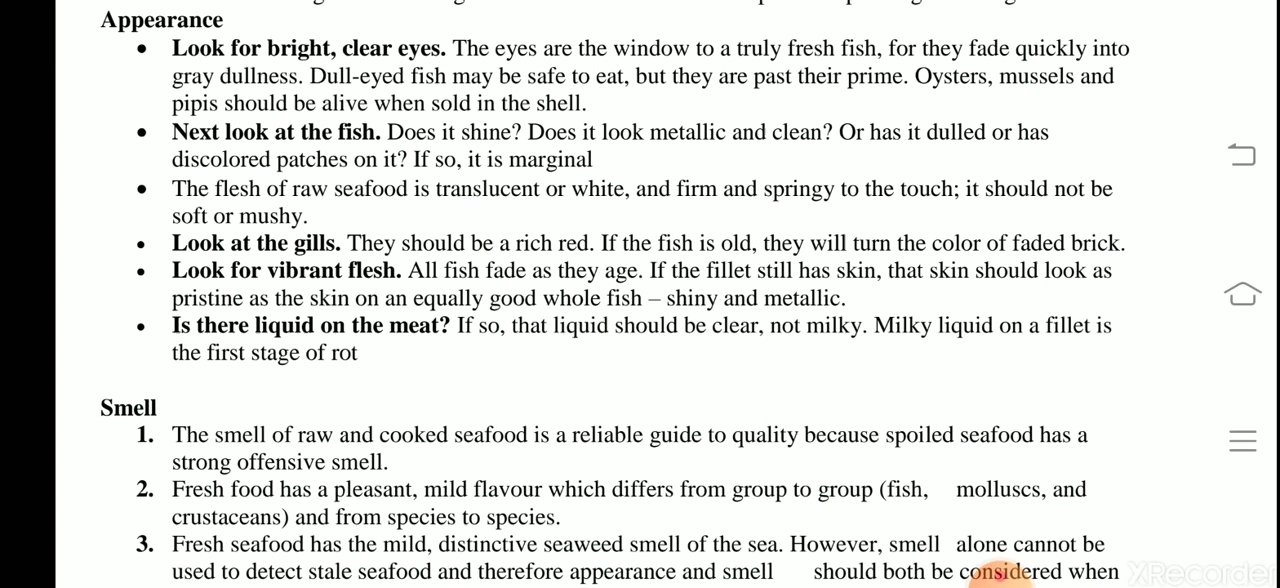 Appearance
• Look for bright, clear eyes. The eyes are the window to a truly fresh fish, for they fade quickly into
gray dullness. Dull-eyed fish may be safe to eat, but they are past their prime. Oysters, mussels and
pipis should be alive when sold in the shell.
• Next look at the fish. Does it shine? Does it look metallic and clean? Or has it dulled or has
discolored patches on it? If so, it is marginal
• The flesh of raw seafood is translucent or white, and firm and springy to the touch; it should not be
soft or mushy.
• Look at the gills. They should be a rich red. If the fish is old, they will turn the color of faded brick.
• Look for vibrant flesh. All fish fade as they age. If the fillet still has skin, that skin should look as
pristine as the skin on an equally good whole fish – shiny and metallic.
• Is there liquid on the meat? If so, that liquid should be clear, not milky. Milky liquid on a fillet is
the first stage of rot
Smell
1. The smell of raw and cooked seafood is a reliable guide to quality because spoiled seafood has a
strong offensive smell.
2. Fresh food has a pleasant, mild flavour which differs from group to group (fish, molluscs, and
crustaceans) and from species to species.
3. Fresh seafood has the mild, distinctive seaweed smell of the sea. However, smell alone cannot be
used to detect stale seafood and therefore appearance and smell should both be considered when
XRecorder